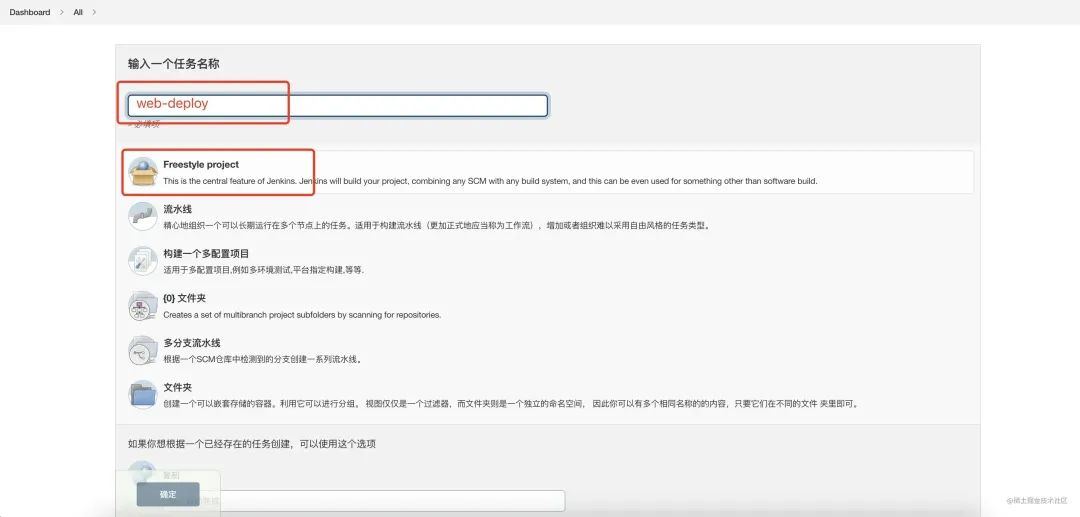 Dashboard > All >
输入一个任务名称
web-deploy
» 必填项
Freestyle project
This is the central feature of Jenkins. Jenkins will build your project, combining any SCM with any build system, and this can be even used for something other than software build.
流水线
精心地组织一个可以长期运行在多个节点上的任务。适用于构建流水线（更加正式地应当称为工作流），增加或者组织难以采用自由风格的任务类型。
构建一个多配置项目
适用于多配置项目,例如多环境测试,平台指定构建,等等.
{0} 文件夹
Creates a set of multibranch project subfolders by scanning for repositories.
多分支流水线
根据一个SCM仓库中检测到的分支创建一系列流水线。
文件夹
创建一个可以嵌套存储的容器。利用它可以进行分组。 视图仅仅是一个过滤器，而文件夹则是一个独立的命名空间， 因此你可以有多个相同名称的的内容，只要它们在不同的文件 夹里即可。
如果你想根据一个已经存在的任务创建，可以使用这个选项
复制
确定
@稀土掘金技术社区